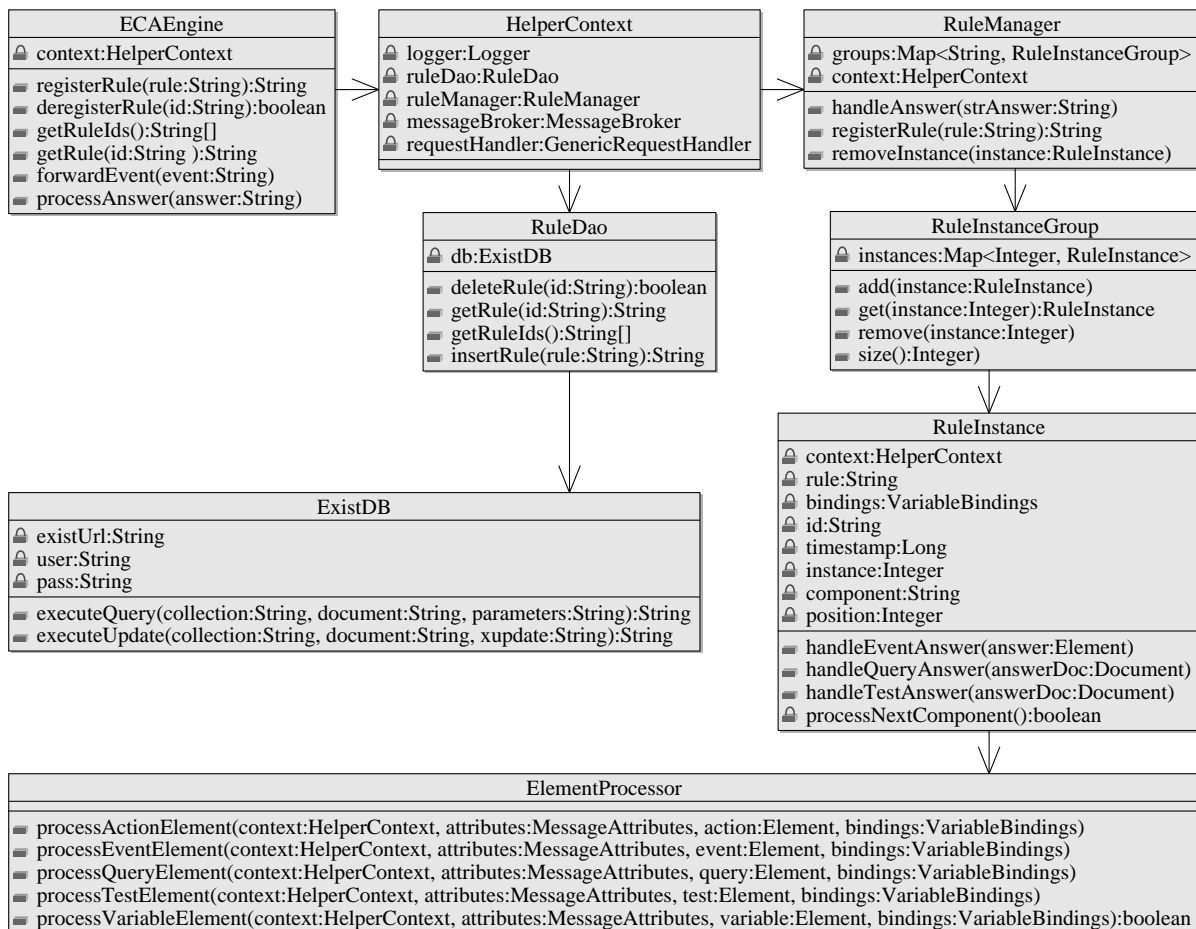 ECAEngine
context:HelperContext
registerRule(rule:String):String
deregisterRule(id:String):boolean
getRuleIds():String[]
getRule(id:String ):String
forwardEvent(event:String)
processAnswer(answer:String)
HelperContext
logger:Logger
ruleDao:RuleDao
ruleManager:RuleManager
messageBroker:MessageBroker
requestHandler:GenericRequestHandler
RuleManager
groups:Map<String, RuleInstanceGroup>
context:HelperContext
handleAnswer(strAnswer:String)
registerRule(rule:String):String
removeInstance(instance:RuleInstance)
RuleDao
db:ExistDB
deleteRule(id:String):boolean
getRule(id:String):String
getRuleIds():String[]
insertRule(rule:String):String
RuleInstanceGroup
instances:Map<Integer, RuleInstance>
add(instance:RuleInstance)
get(instance:Integer):RuleInstance
remove(instance:Integer)
size():Integer)
ExistDB
existUrl:String
user:String
pass:String
executeQuery(collection:String, document:String, parameters:String):String
executeUpdate(collection:String, document:String, xupdate:String):String
RuleInstance
context:HelperContext
rule:String
bindings:VariableBindings
id:String
timestamp:Long
instance:Integer
component:String
position:Integer
handleEventAnswer(answer:Element)
handleQueryAnswer(answerDoc:Document)
handleTestAnswer(answerDoc:Document)
processNextComponent():boolean
ElementProcessor
processActionElement(context:HelperContext, attributes:MessageAttributes, action:Element, bindings:VariableBindings)
processEventElement(context:HelperContext, attributes:MessageAttributes, event:Element, bindings:VariableBindings)
processQueryElement(context:HelperContext, attributes:MessageAttributes, query:Element, bindings:VariableBindings)
processTestElement(context:HelperContext, attributes:MessageAttributes, test:Element, bindings:VariableBindings)
processVariableElement(context:HelperContext, attributes:MessageAttributes, variable:Element, bindings:VariableBindings):boolean